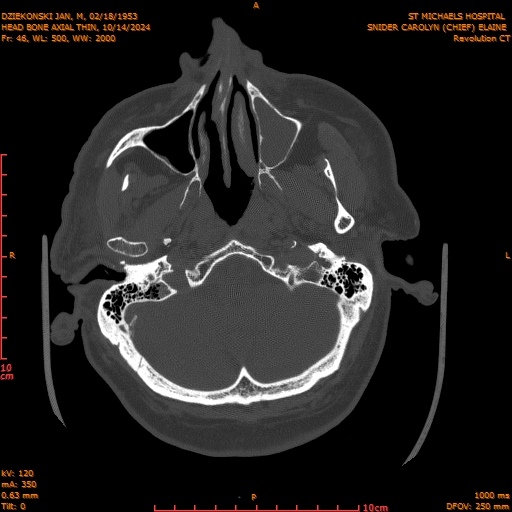 DZIEKONSKI JAN, M, 02/18/1953
HEAD BONE AXIAL THIN, 10/14/2024
Fr: 46, WL: 500, WW: 2000
A
ST MICHAELS HOSPITAL
SNIDER CAROLYN (CHIEF) ELAINE
Revolution CT
R
L
10
cm
kV: 120
mA: 350
0.63 mm
Tilt: 0
P
10cm
1000 ms
DFOV: 250 mm